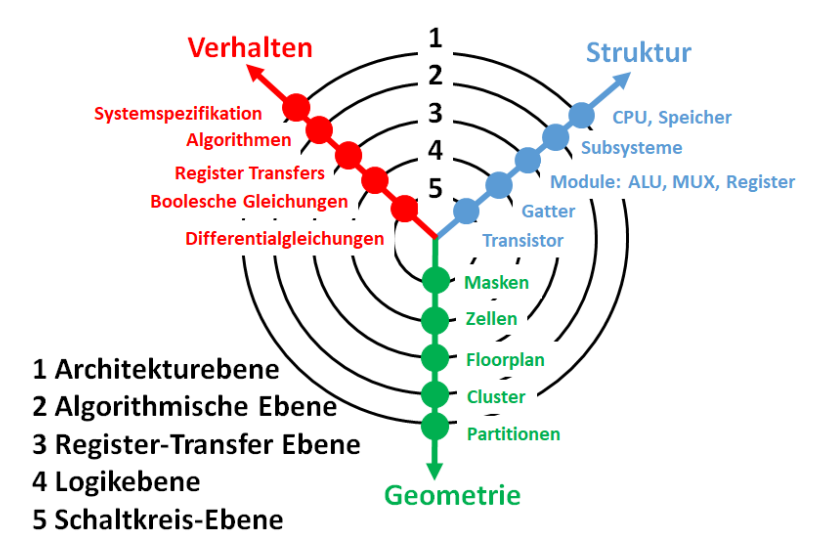 1
Verhalten
Struktur
2
Systemspezifikation
3
CPU, Speicher
Algorithmen
Subsysteme
4
Register Transfers
Module: ALU, MUX, Register
5
Boolesche Gleichungen
Gatter
Differentialgleichungen
Transistor
Masken
Zellen
Floorplan
Cluster
Partitionen
Geometrie
1 Architekturebene
2 Algorithmische Ebene
3 Register-Transfer Ebene
4 Logikebene
5 Schaltkreis-Ebene